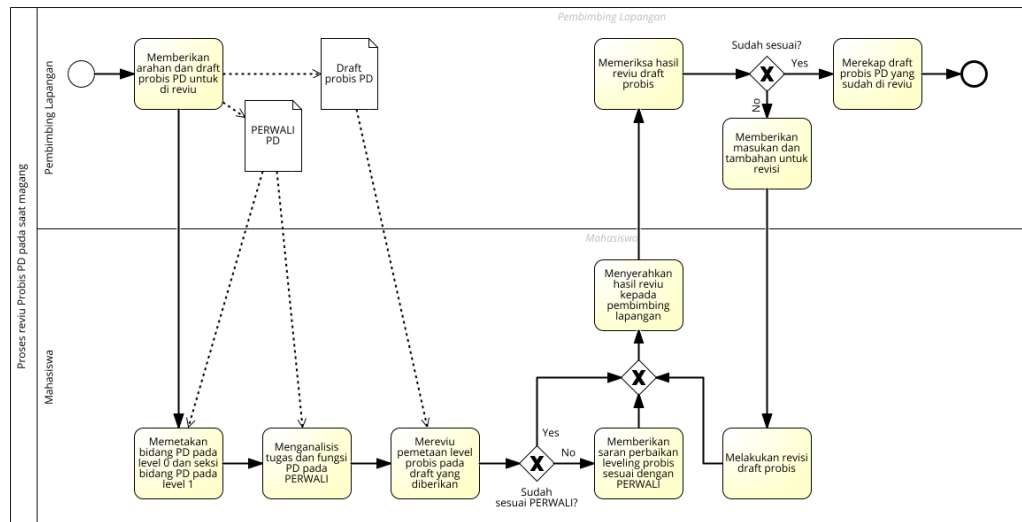 Proses reviu Probis PD pada saat magang
Pembimbing Lapangan
Pembimbing Lapangan
Memberikan
arahan dan draft
probis PD untuk
di reviu
Draft
probis PD
PERWALI
PD
Memeriksa hasil
reviu draft
probis
Sudah sesuai?
Yes
No
Merekap draft
probis PD yang
sudah di reviu
Memberikan
masukan dan
tambahan untuk
revisi
Mahasiswa
Mahasiswa
Menyerahkan
hasil reviu
kepada
pembimbing
lapangan
Memetakan
bidang PD pada
level 0 dan seksi
bidang PD pada
level 1
Menganalisis
tugas dan fungsi
PD pada
PERWALI
Mereviu
pemetaan level
probis pada
draft yang
diberikan
Yes
No
Sudah
sesuai PERWALI?
Memberikan
saran perbaikan
leveling probis
sesuai dengan
PERWALI
Melakukan revisi
draft probis